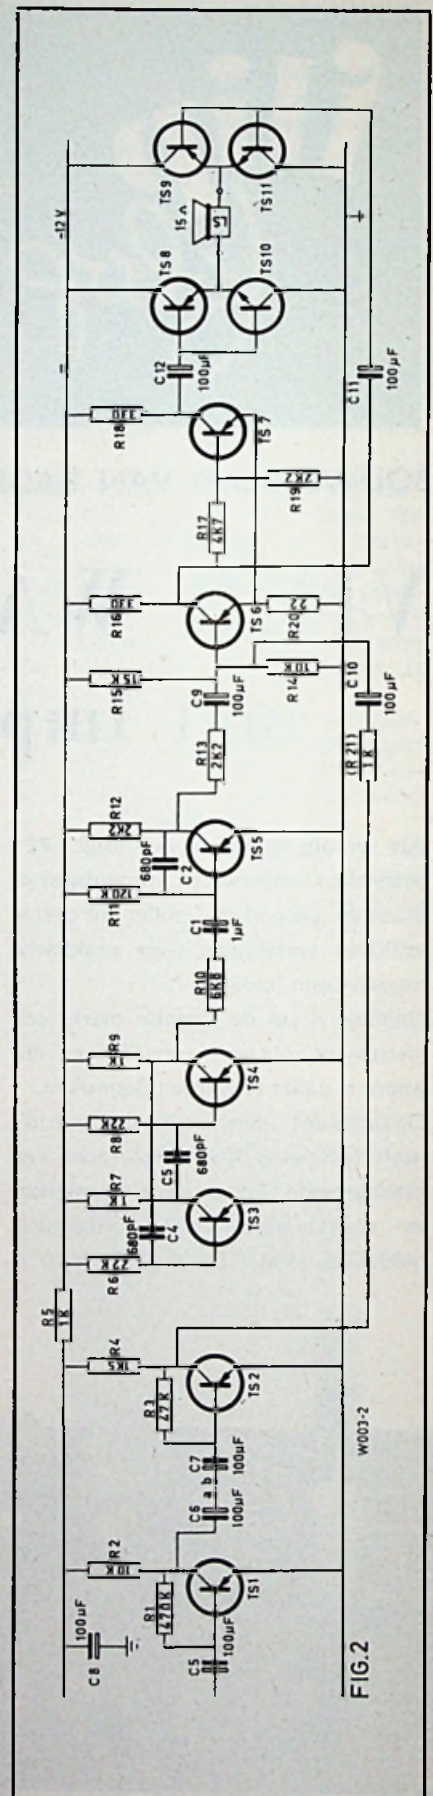 100µF
C8
C5
100µF
R1
470K
R2
10K
TS1
C6
100µF
a b
C7
100µF
R3
47K
R4
1K5
TS2
R5
1K
R6
22K
680pF
C4
R7
1K
TS3
C5
680pF
R8
22K
R9
1K
TS4
R10
6K8
C1
1µF
R11
120K
680pF
C2
R12
2K2
TS5
R13
2K2
C9
100µF
R15
15K
R14
10K
(R21)
1K
C10
100µF
R16
330
TS6
R20
22
R17
4K7
R19
2K2
R18
330
TS7
C12
100µF
C11
100µF
TS8
TS10
15Ω
LS
TS9
TS11
-12V
W003-2
FIG.2